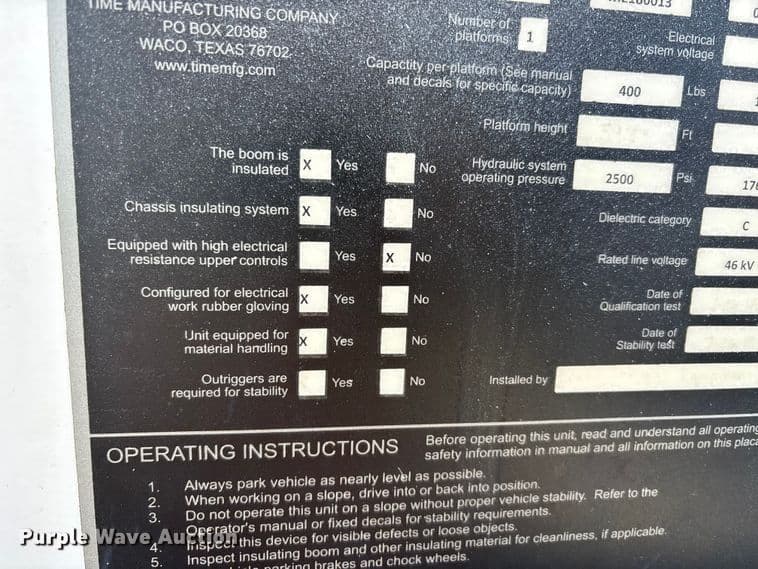 TIME MANUFACTURING COMPANY
PO BOX 20368
WACO, TEXAS 76702
www.timemfg.com
Number of
platforms 1
Electrical
system voltage
Capacity per platform (See manual
and decals for specific capacity) 400 Lbs
Platform height Ft
Hydraulic system
operating pressure 2500 Psi
Dielectric category C
Rated line voltage 46 kV
Date of
Qualification test
Date of
Stability test
Installed by
The boom is
insulated X Yes No
Chassis insulating system X Yes No
Equipped with high electrical
resistance upper controls Yes X No
Configured for electrical
work rubber gloving X Yes No
Unit equipped for
material handling X Yes No
Outriggers are
required for stability Yes No
OPERATING INSTRUCTIONS
Before operating this unit, read and understand all operating
safety information in manual and all information on this
1. Always park vehicle as nearly level as possible.
2. When working on a slope, drive into or back into position.
3. Do not operate this unit on a slope without proper vehicle stability. Refer to the
Operator's manual or fixed decals for stability requirements.
4. Inspect this device for visible defects or loose objects.
5. Inspect insulating boom and other insulating material for cleanliness, if applicable.
parking brakes and chock wheels.
Purple Wave Auction